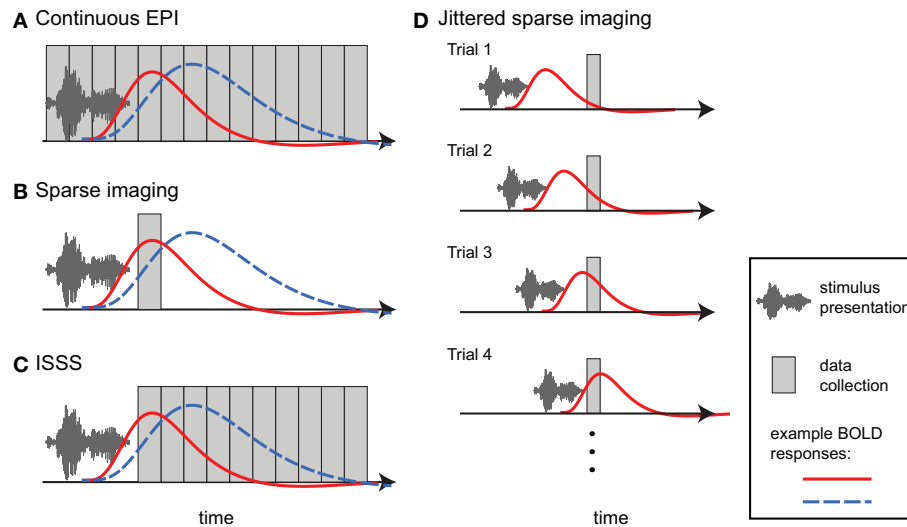 A Continuous EPI
B Sparse imaging
C ISSS
time
D Jittered sparse imaging
Trial 1
Trial 2
Trial 3
Trial 4
time
stimulus
presentation
data
collection
example BOLD
responses: